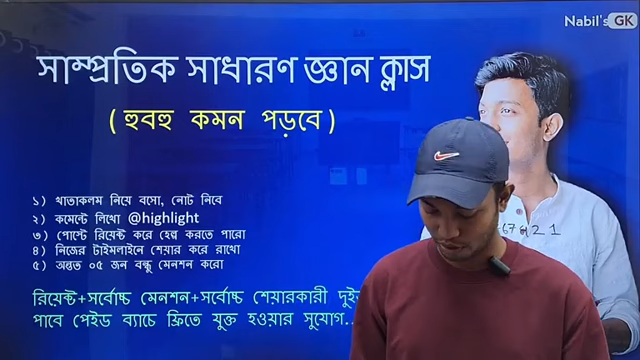 Nabil's GK
সাম্প্রতিক সাধারণ জ্ঞান ক্লাস
( হুবহু কমন পড়বে )
১) খাতাকলম নিয়ে বসো, নোট নিবে
২) কমেন্টে লিখো @highlight
৩) পোস্টে রিয়েক্ট করে হেল্প করতে পারো
৪) নিজের টাইমলাইনে শেয়ার করে রাখো
৫) অন্তত ০৫ জন বন্ধু মেনশন করো
রিয়েক্ট+সর্বোচ্চ মেনশন+সর্বোচ্চ শেয়ারকারী
পাবে পেইড ব্যাচে ফ্রিতে যুক্ত হওয়ার সুযোগ..